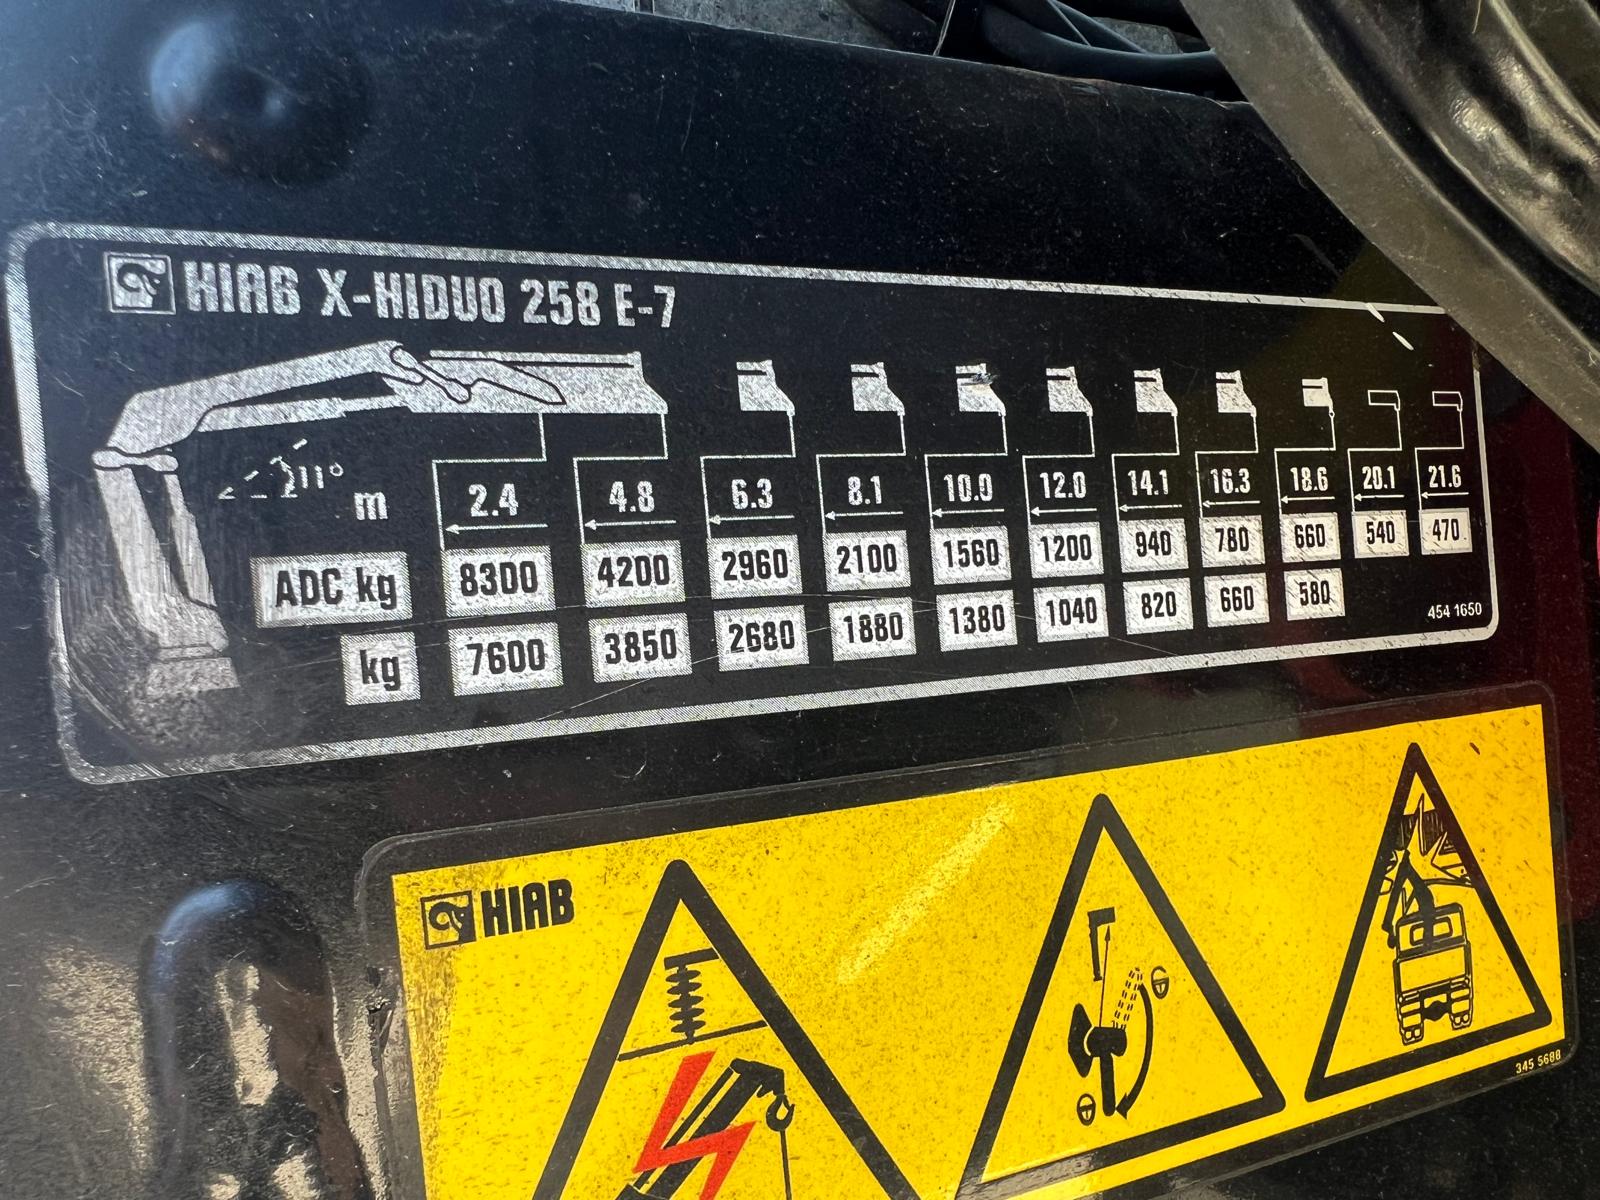 HIAB X-HIDUO 258 E-7
11°
m 2.4 4.8 6.3 8.1 10.0 12.0 14.1 16.3 18.6 20.1 21.6
ADC kg 8300 4200 2960 2100 1560 1200 940 780 660 540 470
kg 7600 3850 2680 1880 1380 1040 820 660 580
454 1650
HIAB
345 5688